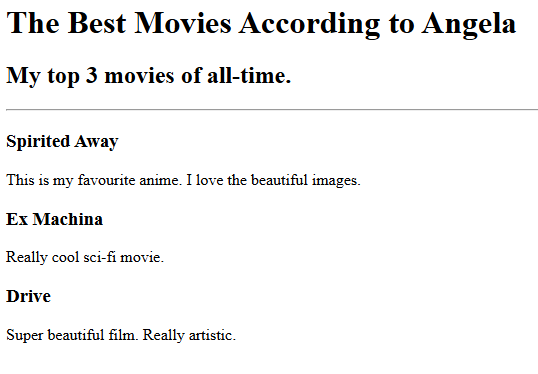 The Best Movies According to Angela
My top 3 movies of all-time.
Spirited Away
This is my favourite anime. I love the beautiful images.
Ex Machina
Really cool sci-fi movie.
Drive
Super beautiful film. Really artistic.